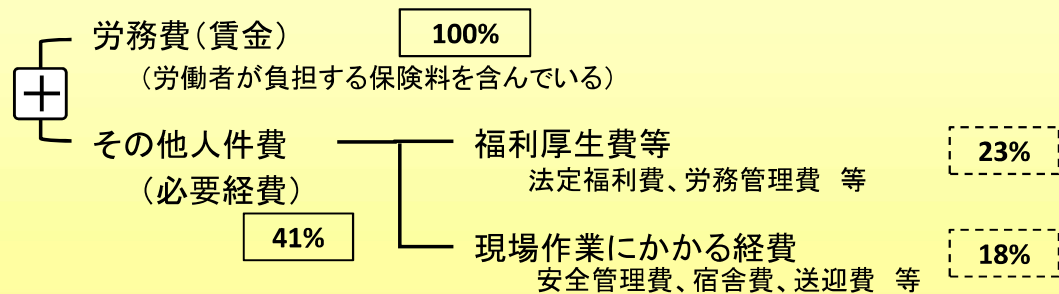 労務費(賃金) 100%
(労働者が負担する保険料を含んでいる)
+
その他人件費 福利厚生費等 23%
法定福利費、労務管理費 等
(必要経費)
41%
現場作業にかかる経費 18%
安全管理費、宿舎費、送迎費 等